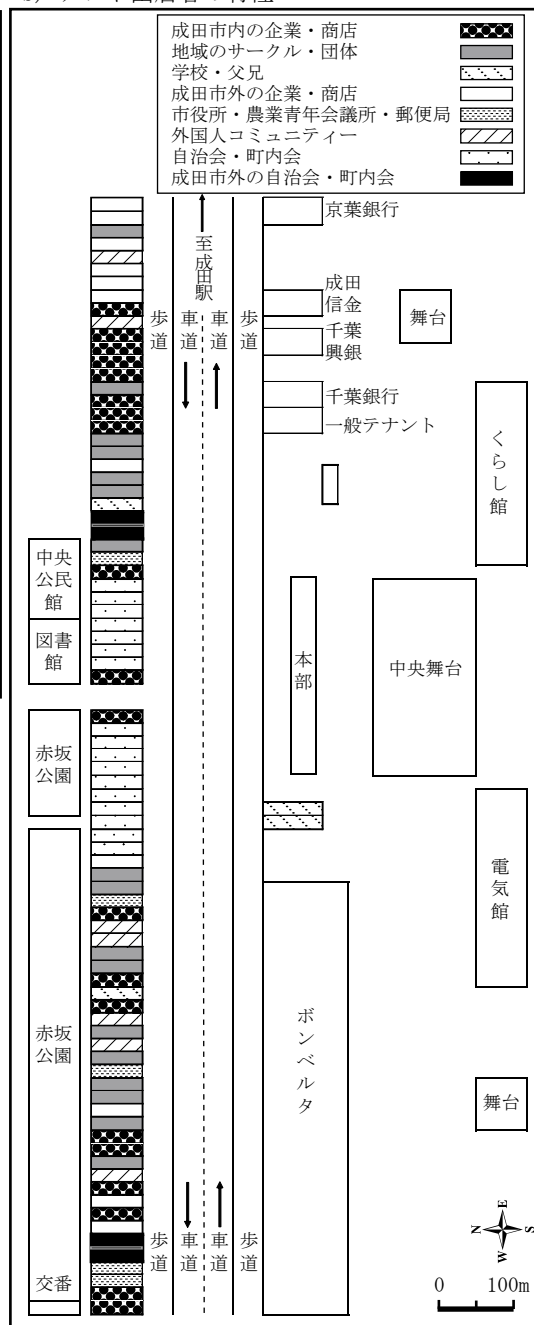 成田市内の企業・商店
地域のサークル・団体
学校・父兄
成田市外の企業・商店
市役所・農業青年会議所・郵便局
外国人コミュニティー
自治会・町内会
成田市外の自治会・町内会
京葉銀行
至成田駅
成田
信金
舞台
歩道
車道
車道
歩道
千葉
興銀
千葉銀行
一般テナント
くらし館
中央
公民
館
図書
館
本部
中央舞台
赤坂
公園
電気館
赤坂
公園
ボンベルタ
舞台
歩道
車道
車道
歩道
N
E
S
W
交番
0 100m